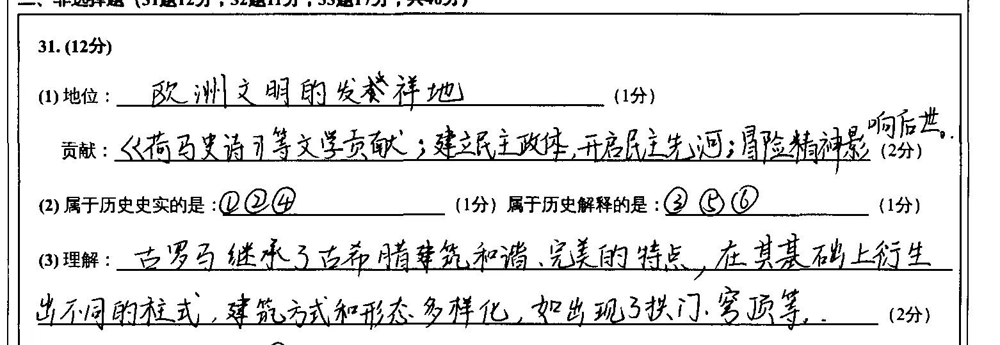 二、非选择题（31题12分，32题11分，33题17分，共40分）
31. (12分)
(1) 地位：欧洲文明的发祥地（1分）
贡献：《荷马史诗》等文学贡献；建立民主政体，开启民主先河；冒险精神影响后世。（2分）
(2) 属于历史史实的是：①②④（1分）属于历史解释的是：③⑤⑥（1分）
(3) 理解：古罗马继承了古希腊建筑和谐、完美的特点，在其基础上衍生
出不同的柱式，建筑方式和形态多样化，如出现了拱门、穹顶等。（2分）